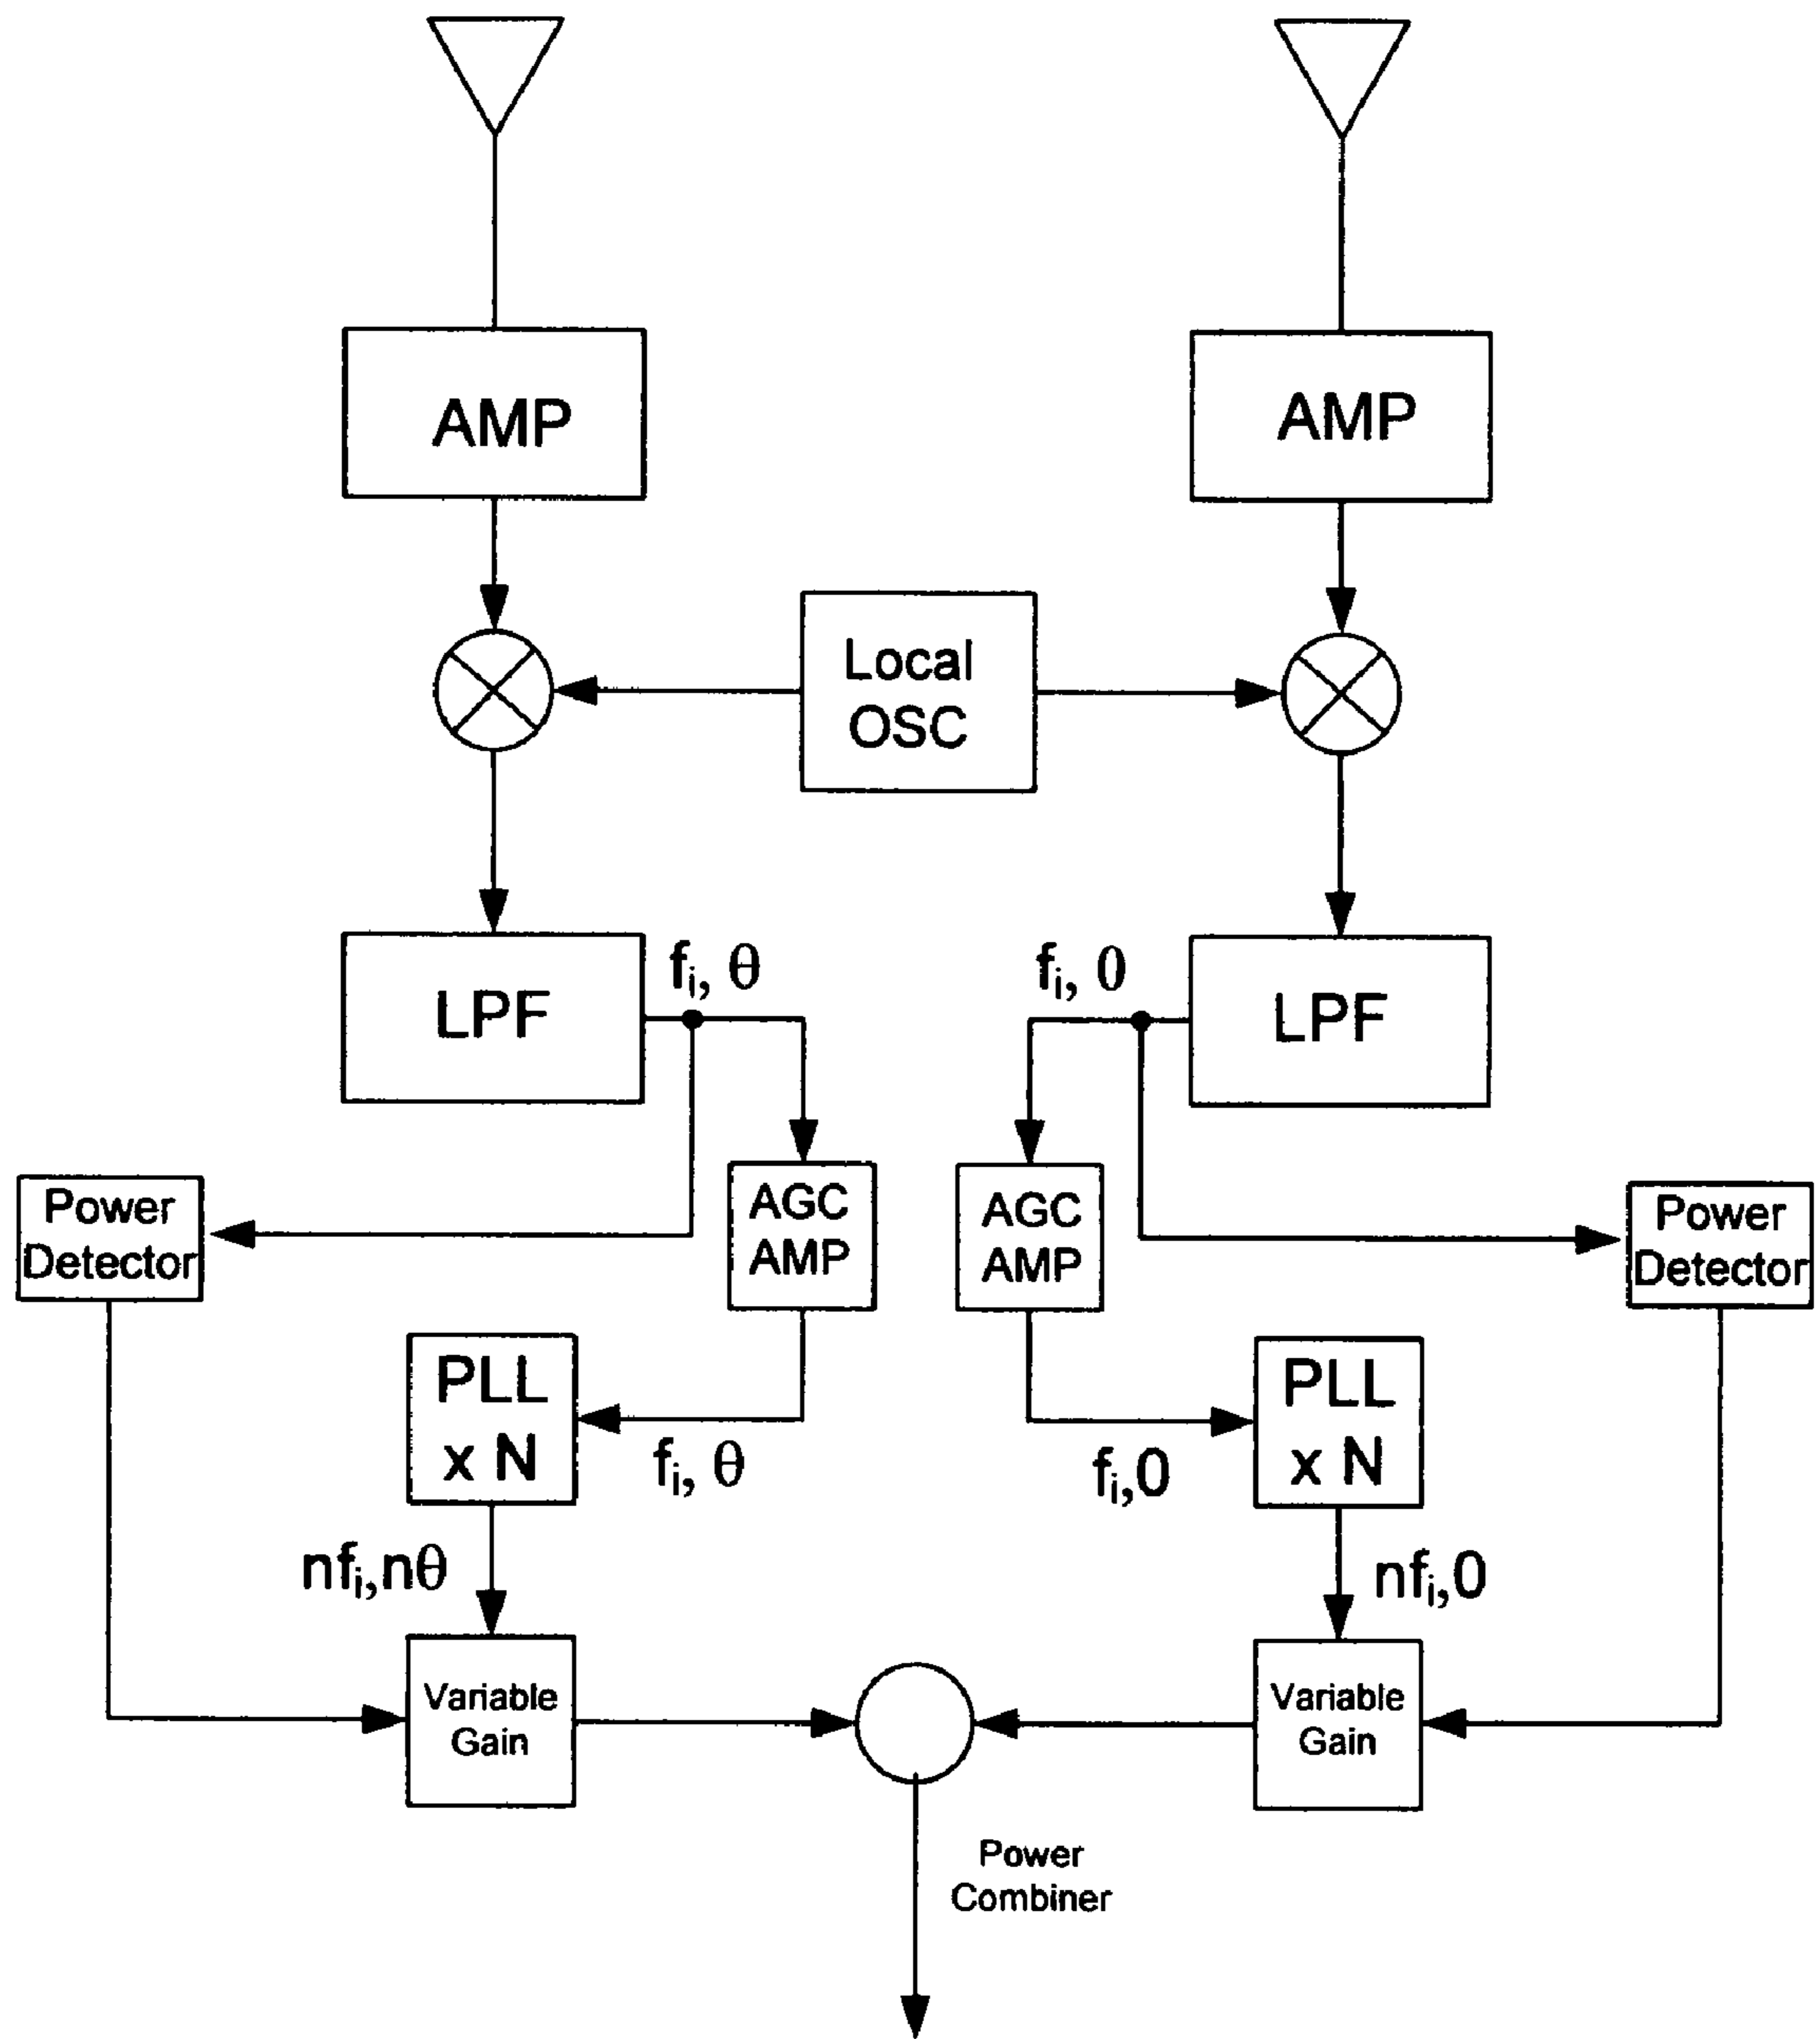 AMP
AMP
Local
OSC
fᵢ, θ
fᵢ, 0
LPF
LPF
Power
Detector
AGC
AMP
AGC
AMP
Power
Detector
PLL
x N
PLL
x N
fᵢ, θ
fᵢ,0
nfᵢ,nθ
nfᵢ,0
Variable
Gain
Variable
Gain
Power
Combiner